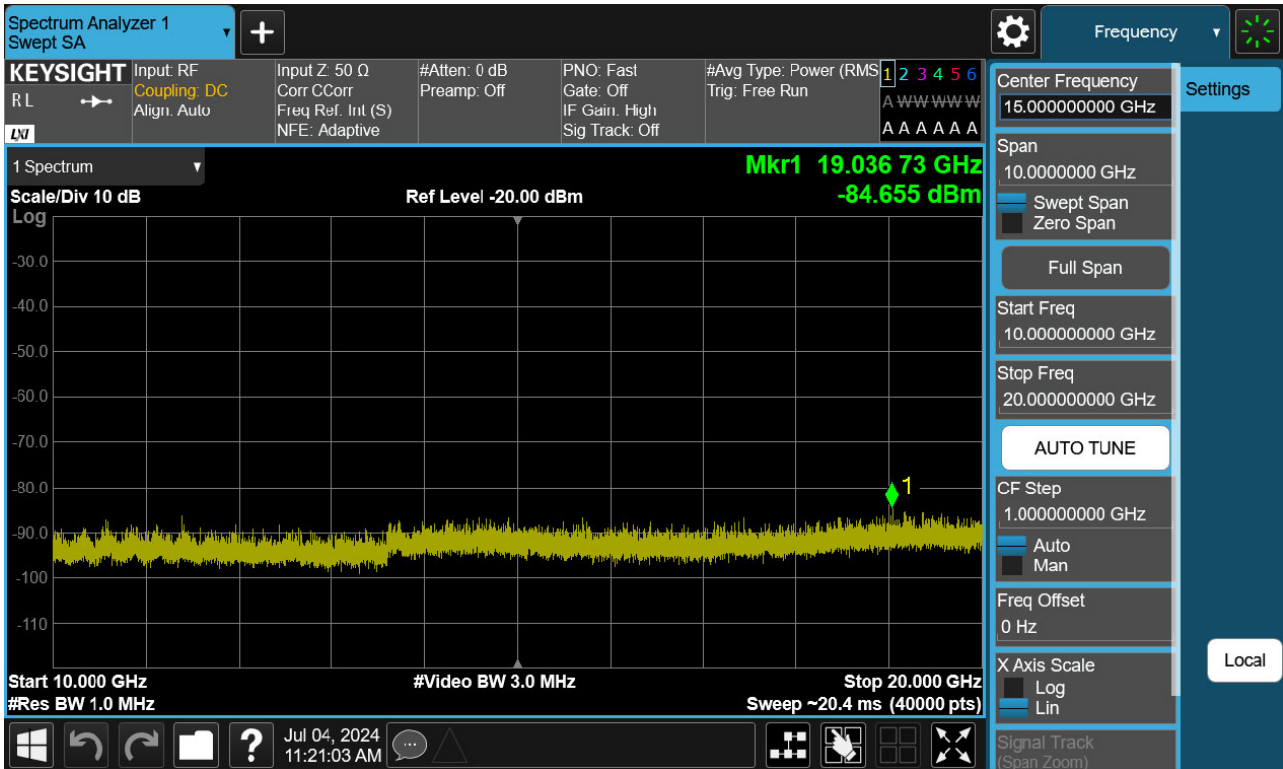 Spectrum Analyzer 1
Swept SA
+
Frequency
KEYSIGHT
R L
LXI
Input: RF
Coupling: DC
Align: Auto
Input Z: 50 Ω
Corr CCorr
Freq Ref: Int (S)
NFE: Adaptive
#Atten: 0 dB
Preamp: Off
PNO: Fast
Gate: Off
IF Gain: High
Sig Track: Off
#Avg Type: Power (RMS
Trig: Free Run
1 2 3 4 5 6
A W W W W W
A A A A A A
1 Spectrum
Scale/Div 10 dB
Log
Ref Level -20.00 dBm
Mkr1 19.036 73 GHz
-84.655 dBm
-30.0
-40.0
-50.0
-60.0
-70.0
-80.0
-90.0
-100
-110
1
Start 10.000 GHz
#Res BW 1.0 MHz
#Video BW 3.0 MHz
Stop 20.000 GHz
Sweep ~20.4 ms (40000 pts)
?
Jul 04, 2024
11:21:03 AM
Center Frequency
15.000000000 GHz
Span
10.0000000 GHz
Swept Span
Zero Span
Full Span
Start Freq
10.000000000 GHz
Stop Freq
20.000000000 GHz
AUTO TUNE
CF Step
1.000000000 GHz
Auto
Man
Freq Offset
0 Hz
X Axis Scale
Log
Lin
Signal Track
(Span Zoom)
Settings
Local